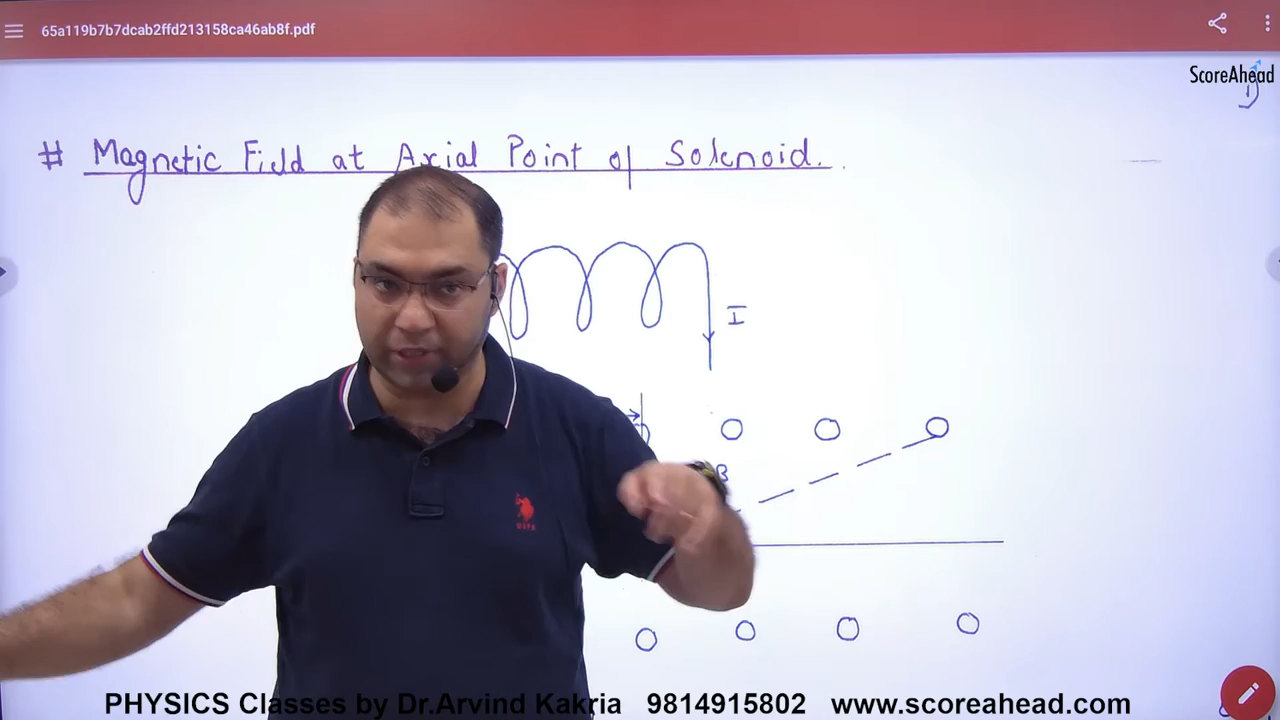 65a119b7b7dcab2ffd213158ca46ab8f.pdf
ScoreAhead
# Magnetic Field at Axial Point of Solenoid.
I
β
USPA
PHYSICS Classes by Dr.Arvind Kakria 9814915802 www.scoreahead.com